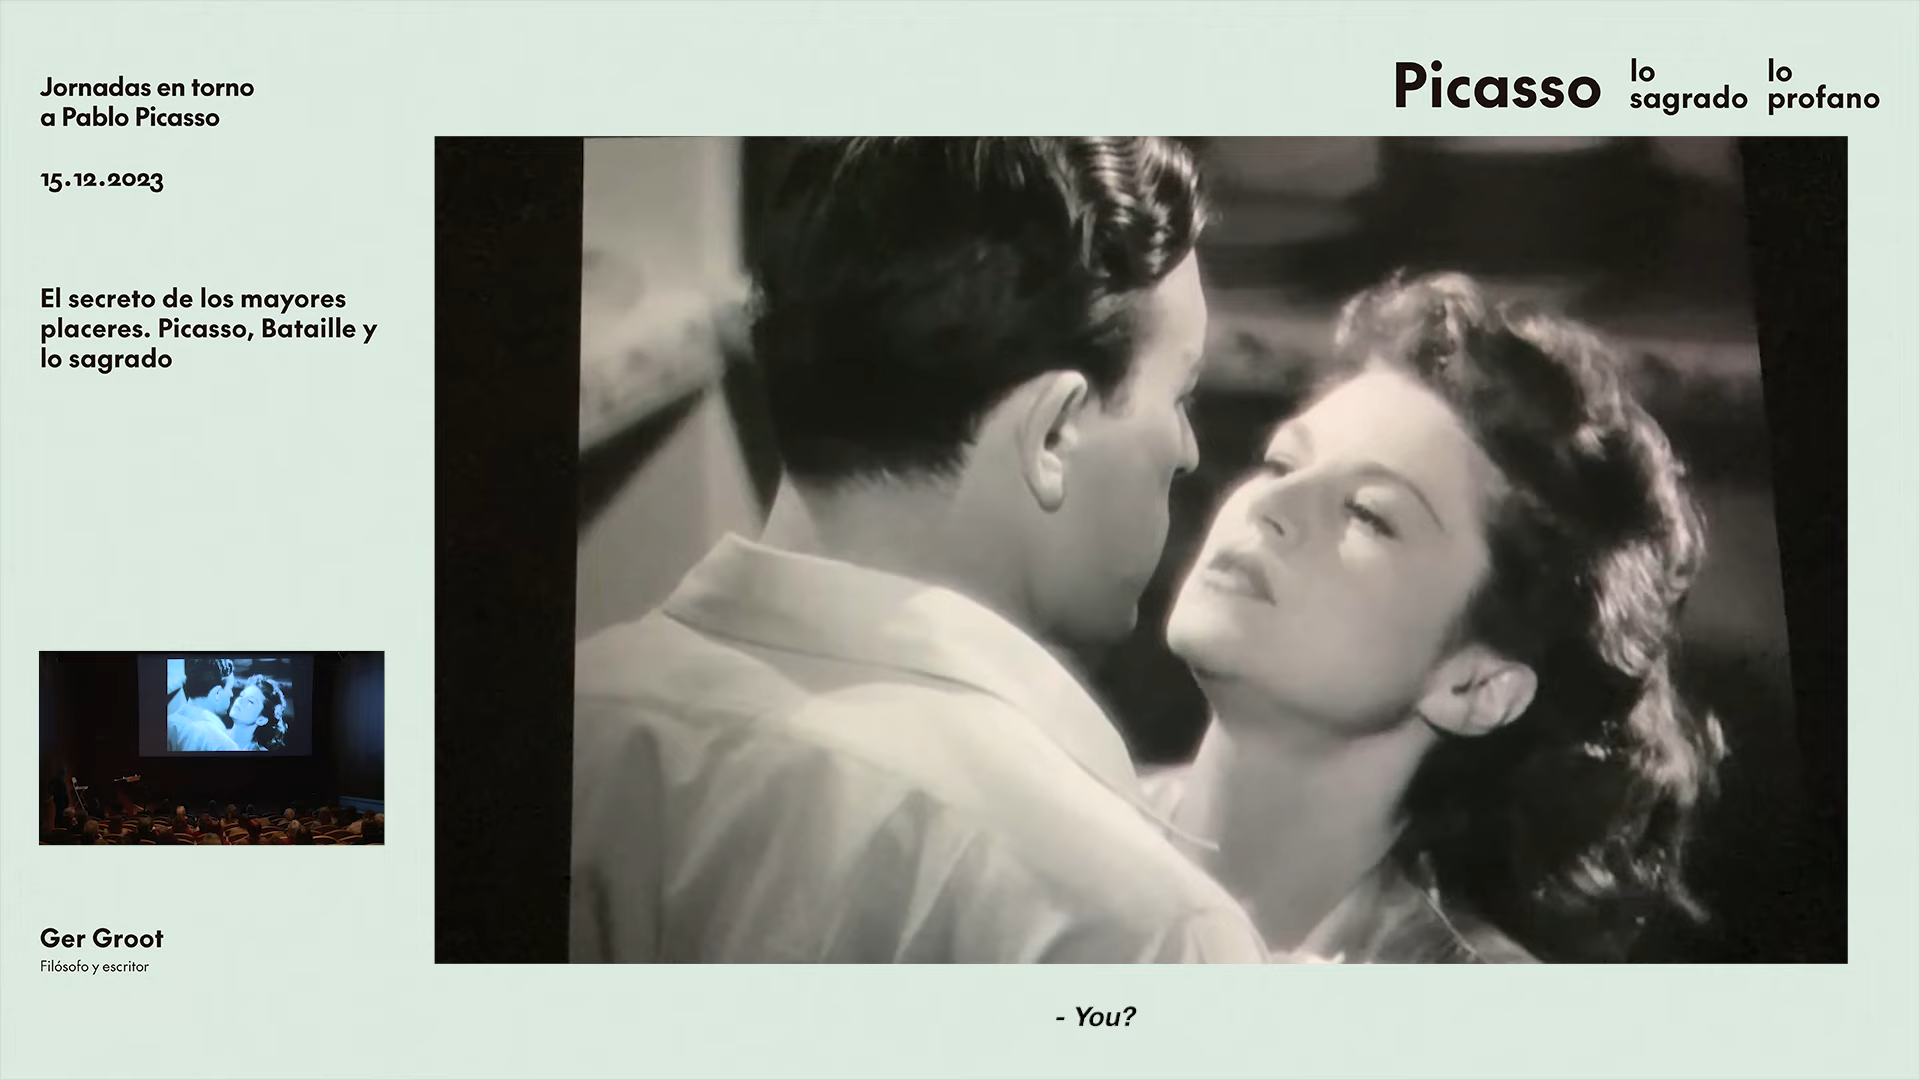 Jornadas en torno
a Pablo Picasso
15.12.2023
Picasso
lo
sagrado
lo
profano
El secreto de los mayores
placeres. Picasso, Bataille y
lo sagrado
Ger Groot
Filósofo y escritor
- You?